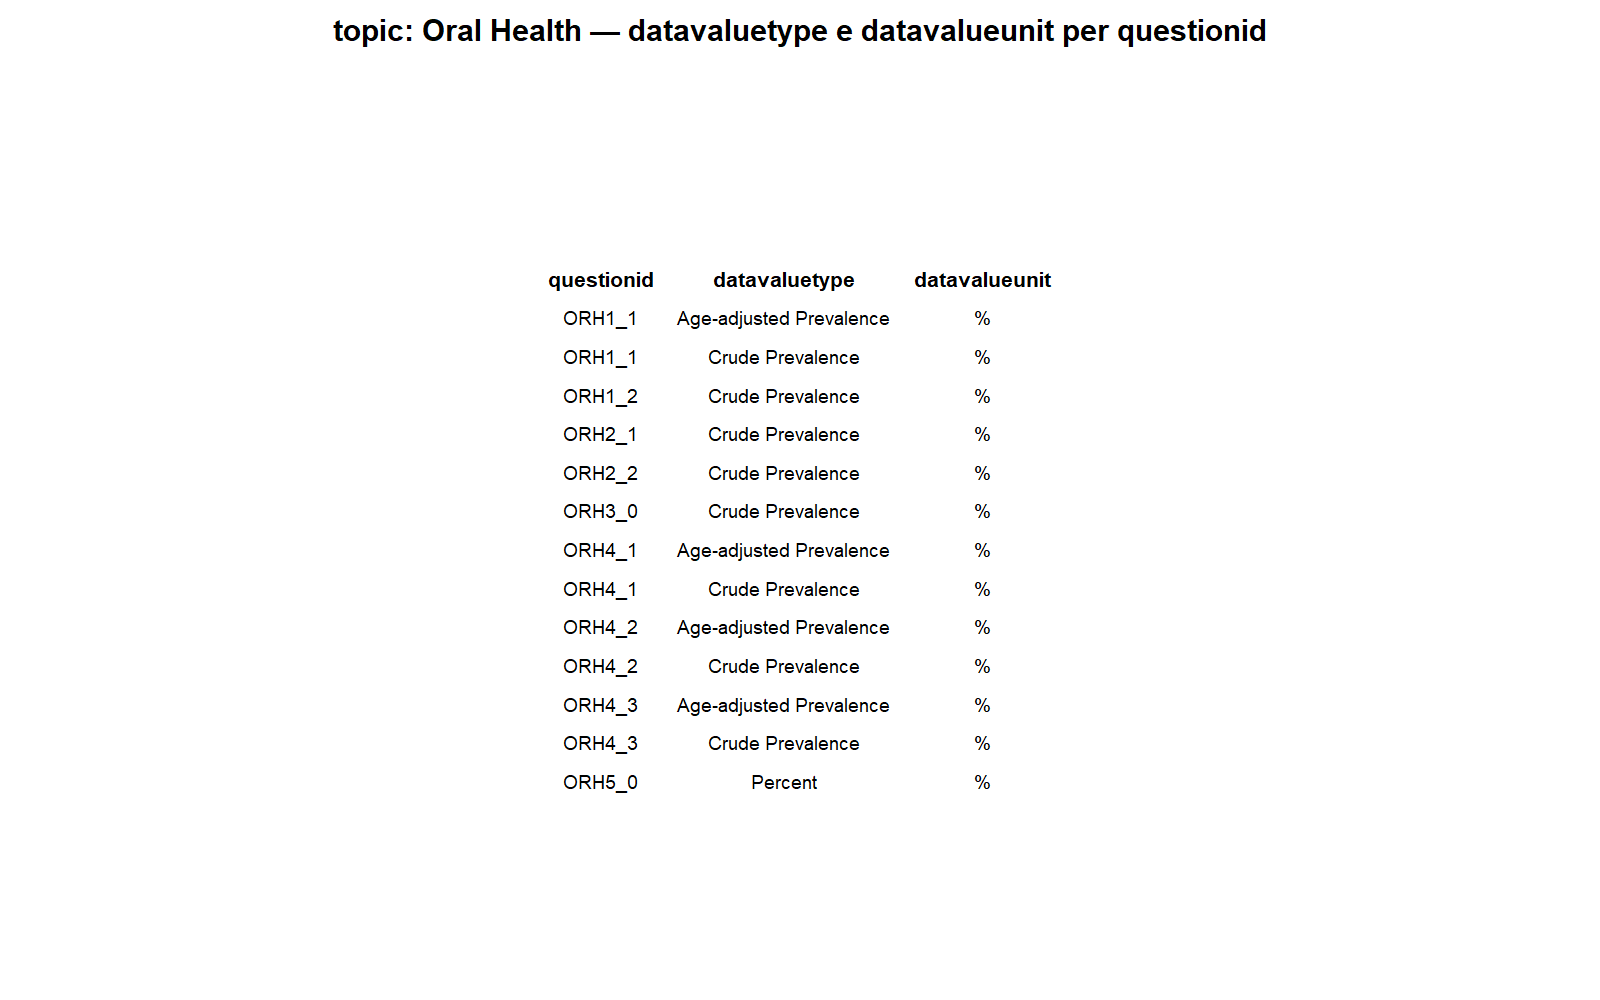 topic: Oral Health — datavaluetype e datavalueunit per questionid
questionid datavaluetype datavalueunit
ORH1_1 Age-adjusted Prevalence %
ORH1_1 Crude Prevalence %
ORH1_2 Crude Prevalence %
ORH2_1 Crude Prevalence %
ORH2_2 Crude Prevalence %
ORH3_0 Crude Prevalence %
ORH4_1 Age-adjusted Prevalence %
ORH4_1 Crude Prevalence %
ORH4_2 Age-adjusted Prevalence %
ORH4_2 Crude Prevalence %
ORH4_3 Age-adjusted Prevalence %
ORH4_3 Crude Prevalence %
ORH5_0 Percent %